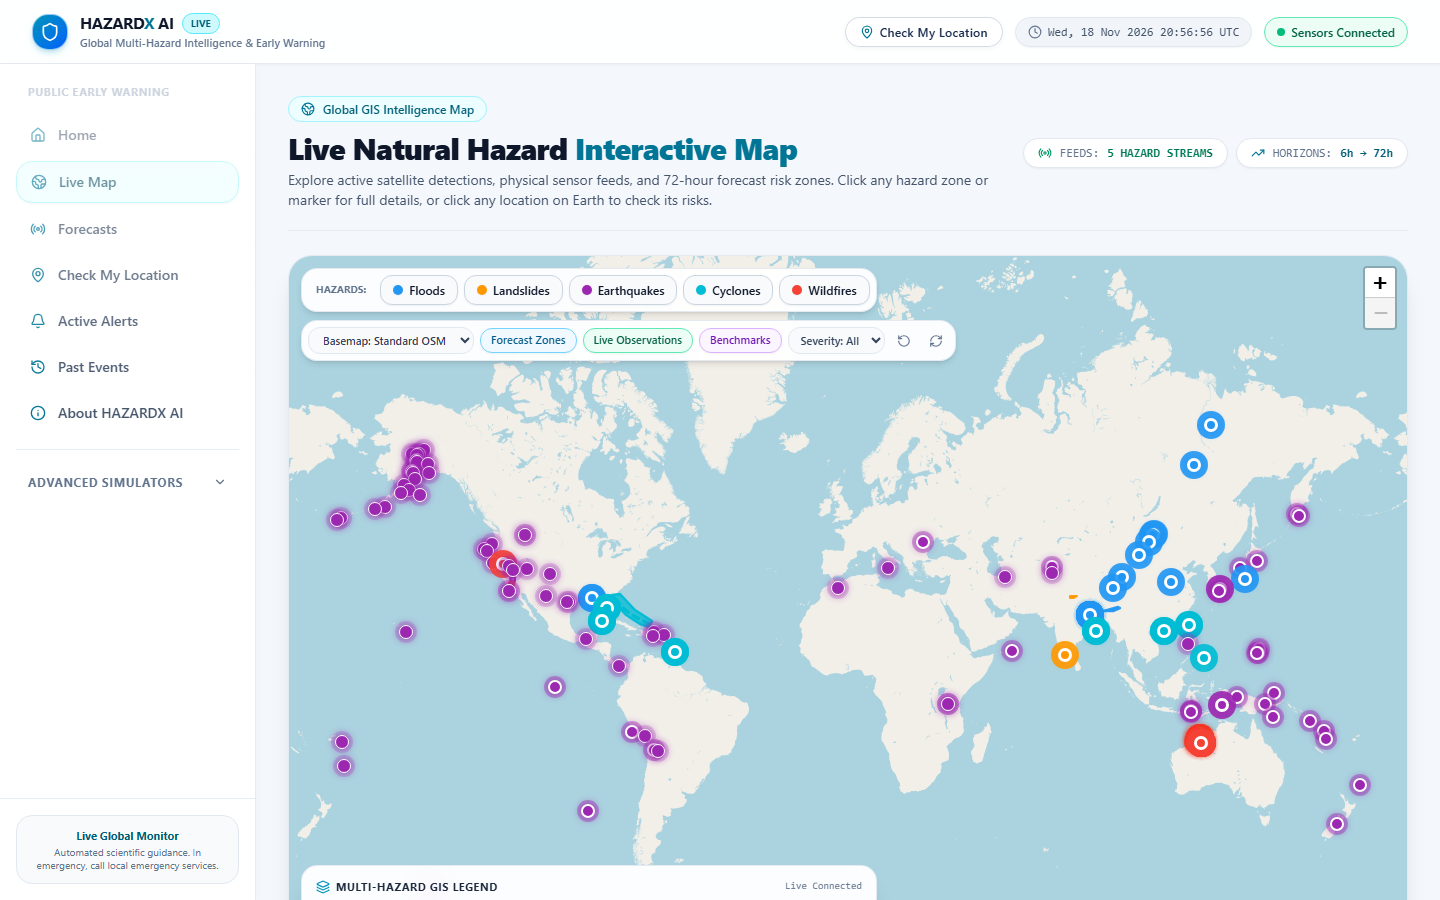 HAZARDX AI LIVE
Global Multi-Hazard Intelligence & Early Warning
Check My Location
Wed, 18 Nov 2026 20:56:56 UTC
Sensors Connected
PUBLIC EARLY WARNING
Home
Live Map
Forecasts
Check My Location
Active Alerts
Past Events
About HAZARDX AI
ADVANCED SIMULATORS
Live Global Monitor
Automated scientific guidance. In
emergency, call local emergency services.
Global GIS Intelligence Map
Live Natural Hazard Interactive Map
Explore active satellite detections, physical sensor feeds, and 72-hour forecast risk zones. Click any hazard zone or
marker for full details, or click any location on Earth to check its risks.
FEEDS: 5 HAZARD STREAMS
HORIZONS: 6h → 72h
HAZARDS: Floods Landslides Earthquakes Cyclones Wildfires
Basemap: Standard OSM Forecast Zones Live Observations Benchmarks Severity: All
+
−
MULTI-HAZARD GIS LEGEND
Live Connected